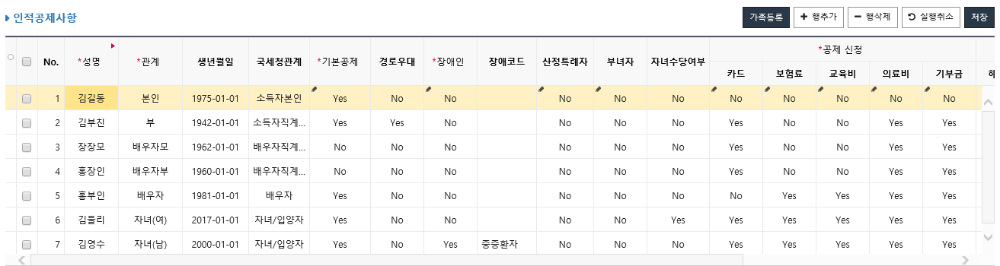 인적공제사항 가족등록 행추가 행삭제 실행취소 저장
No. *성명 *관계 생년월일 국세청관계 *기본공제 경로우대 *장애인 장애코드 산정특례자 부녀자 자녀수당여부 *공제 신청
카드 보험료 교육비 의료비 기부금
1 김길동 본인 1975-01-01 소득자본인 Yes No No No No No No No No No No
2 김부친 부 1942-01-01 소득자직계... Yes Yes No No No No Yes No No Yes Yes
3 장장모 배우자모 1962-01-01 배우자직계... No No No No No No Yes No No Yes Yes
4 홍장인 배우자부 1960-01-01 배우자직계... No No No No No No Yes No No Yes Yes
5 홍부인 배우자 1981-01-01 배우자 Yes No No No No No No Yes Yes Yes Yes
6 김둘리 자녀(여) 2017-01-01 자녀/입양자 Yes No No No No Yes Yes Yes Yes Yes Yes
7 김영수 자녀(남) 2000-01-01 자녀/입양자 Yes No Yes 중증환자 No No No Yes Yes Yes Yes Yes